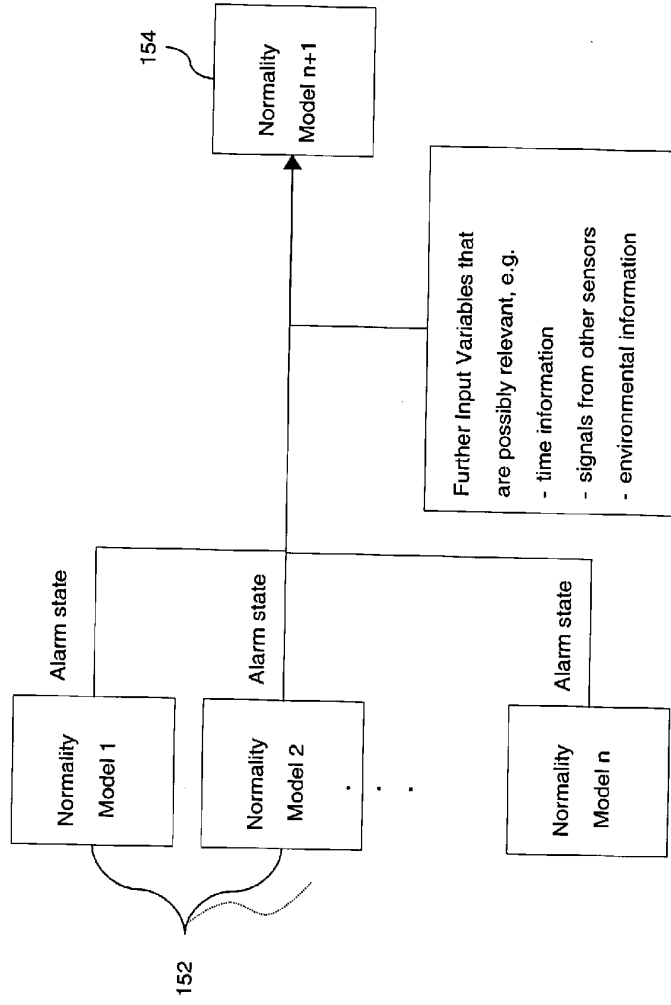 152
Normality
Model 1
Alarm state
Normality
Model 2
Alarm state
. . .
Normality
Model n
Alarm state
Further Input Variables that
are possibly relevant, e.g.
- time information
- signals from other sensors
- environmental information
Normality
Model n+1
154